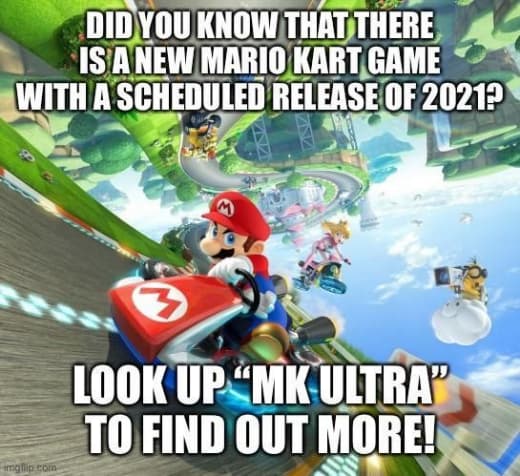 DID YOU KNOW THAT THERE
IS A NEW MARIO KART GAME
WITH A SCHEDULED RELEASE OF 2021?
M
M
LOOK UP “MK ULTRA”
TO FIND OUT MORE!
imgflip.com